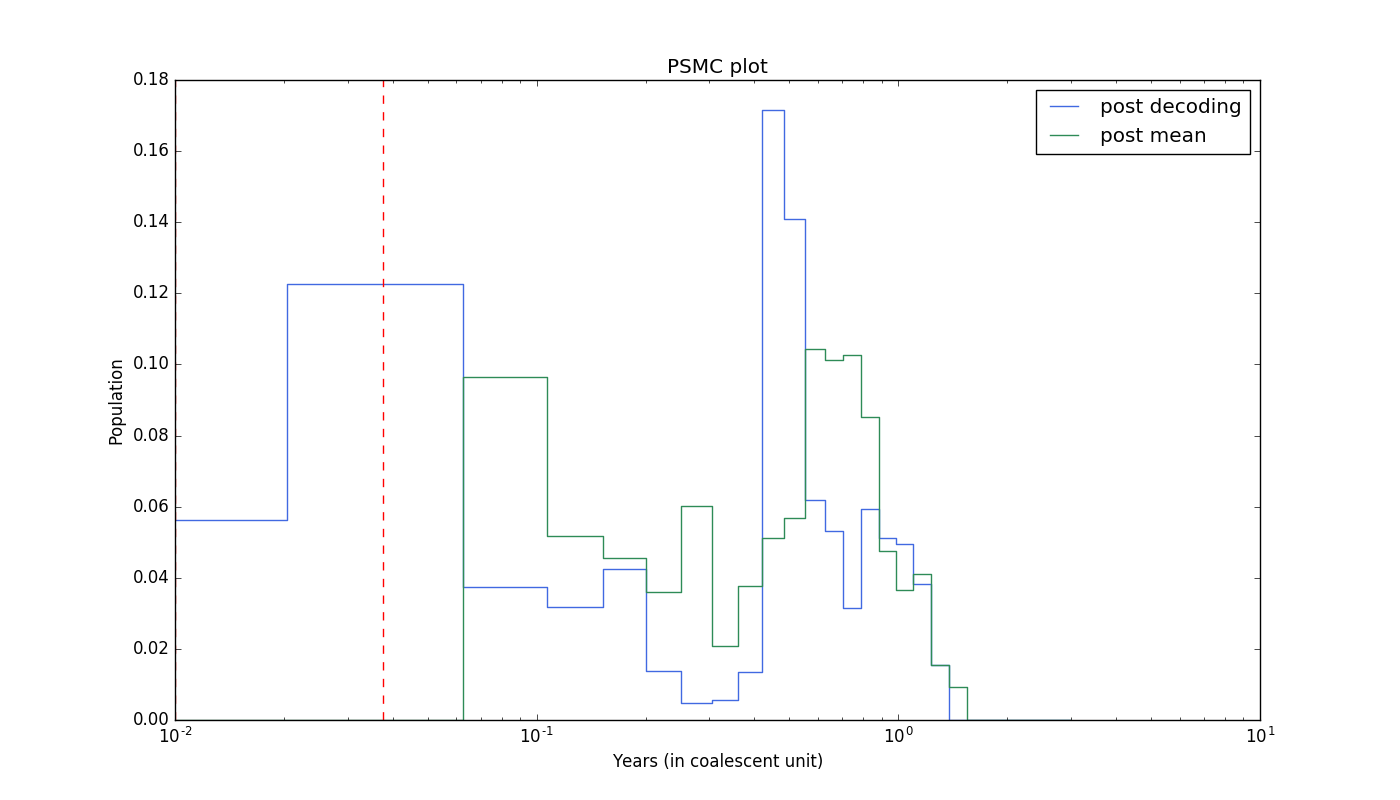 PSMC plot
post decoding
post mean
Population
0.18
0.16
0.14
0.12
0.10
0.08
0.06
0.04
0.02
0.00
10⁻² 10⁻¹ 10⁰ 10¹
Years (in coalescent unit)